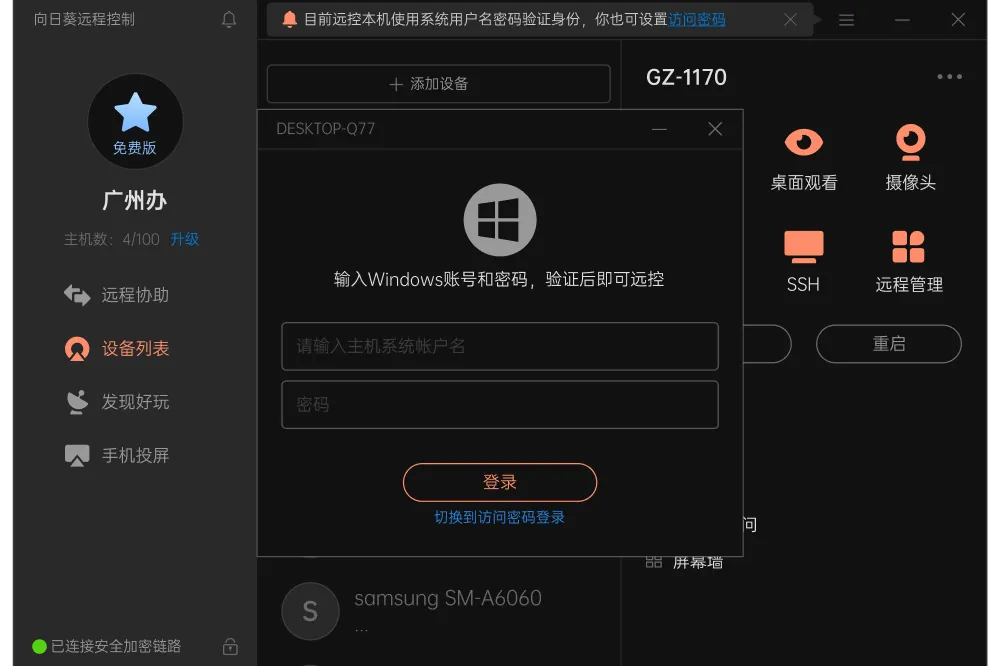 向日葵远程控制
目前远控本机使用系统用户名密码验证身份，你也可设置访问密码
免费版
广州办
主机数：4/100 升级
远程协助
设备列表
发现好玩
手机投屏
已连接安全加密链路
添加设备
GZ-1170
桌面观看
摄像头
SSH
远程管理
重启
DESKTOP-Q77
输入Windows账号和密码，验证后即可远控
请输入主机系统帐户名
密码
登录
切换到访问密码登录
问
屏幕墙
S
samsung SM-A6060
...